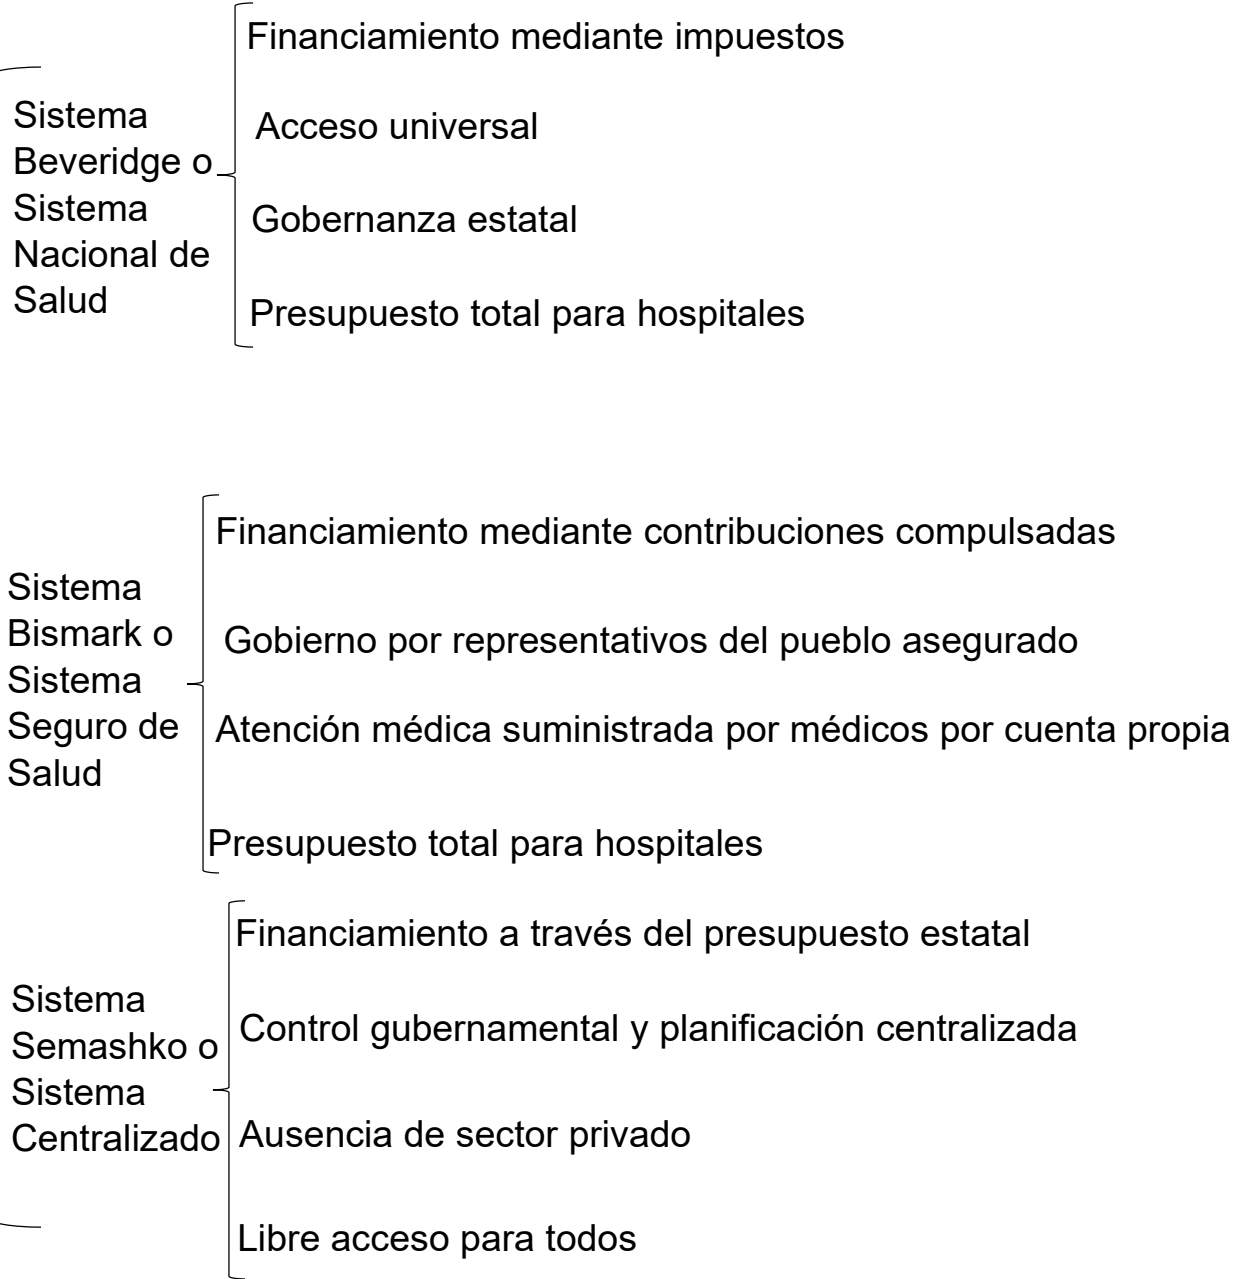 Sistema
Beveridge o
Sistema
Nacional de
Salud
Financiamiento mediante impuestos
Acceso universal
Gobernanza estatal
Presupuesto total para hospitales
Sistema
Bismark o
Sistema
Seguro de
Salud
Financiamiento mediante contribuciones compulsadas
Gobierno por representativos del pueblo asegurado
Atención médica suministrada por médicos por cuenta propia
Presupuesto total para hospitales
Sistema
Semashko o
Sistema
Centralizado
Financiamiento a través del presupuesto estatal
Control gubernamental y planificación centralizada
Ausencia de sector privado
Libre acceso para todos